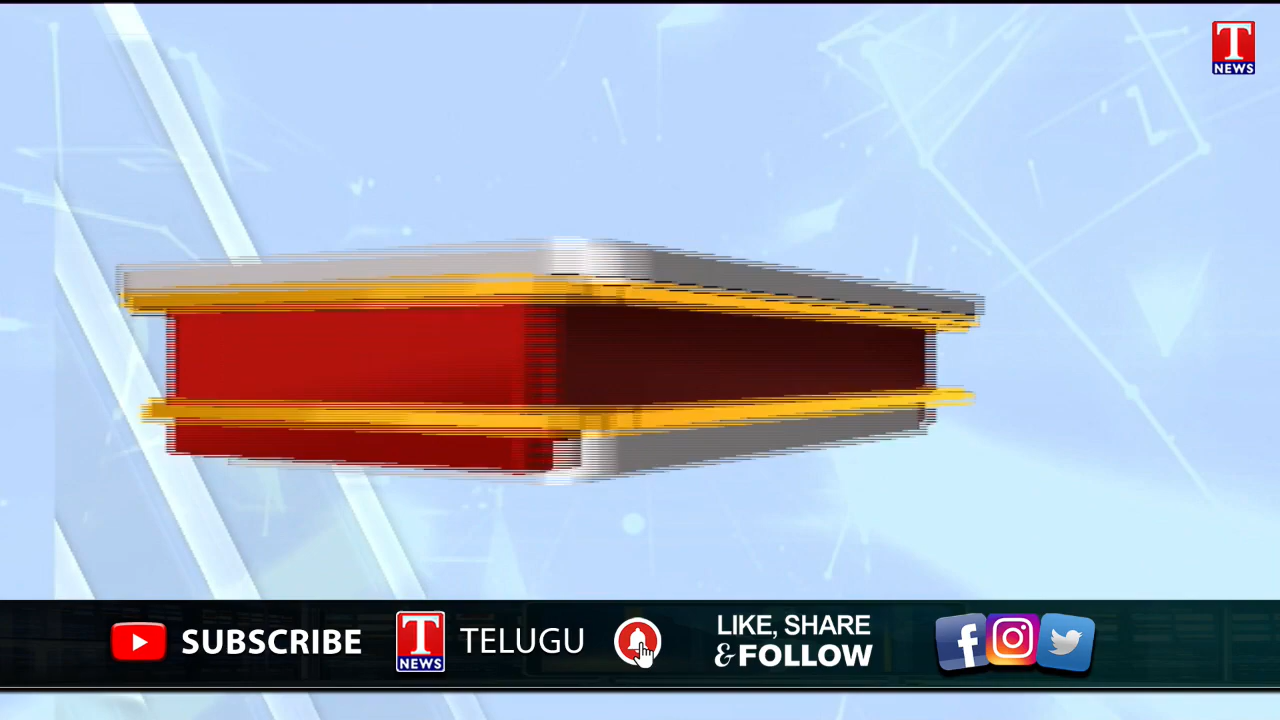 T
NEWS
SUBSCRIBE
T
NEWS
TELUGU
LIKE, SHARE
& FOLLOW